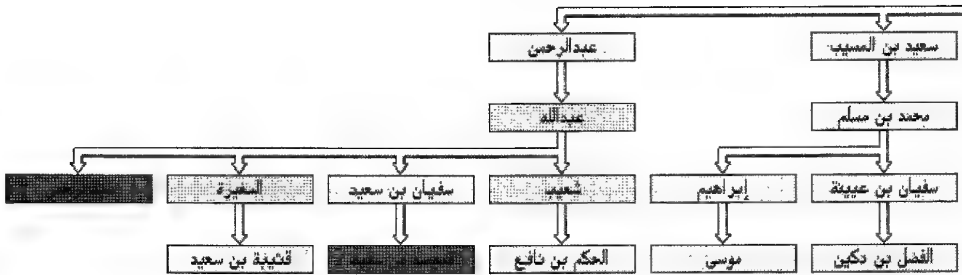 سعيد بن المسيب
عبدالرحمن
محمد بن مسلم
عبدالله
سفيان بن عيينة
إبراهيم
شعيب
سفيان بن سعيد
المغيرة
الفضل بن دكين
موسى
الحكم بن نافع
قتيبة بن سعيد